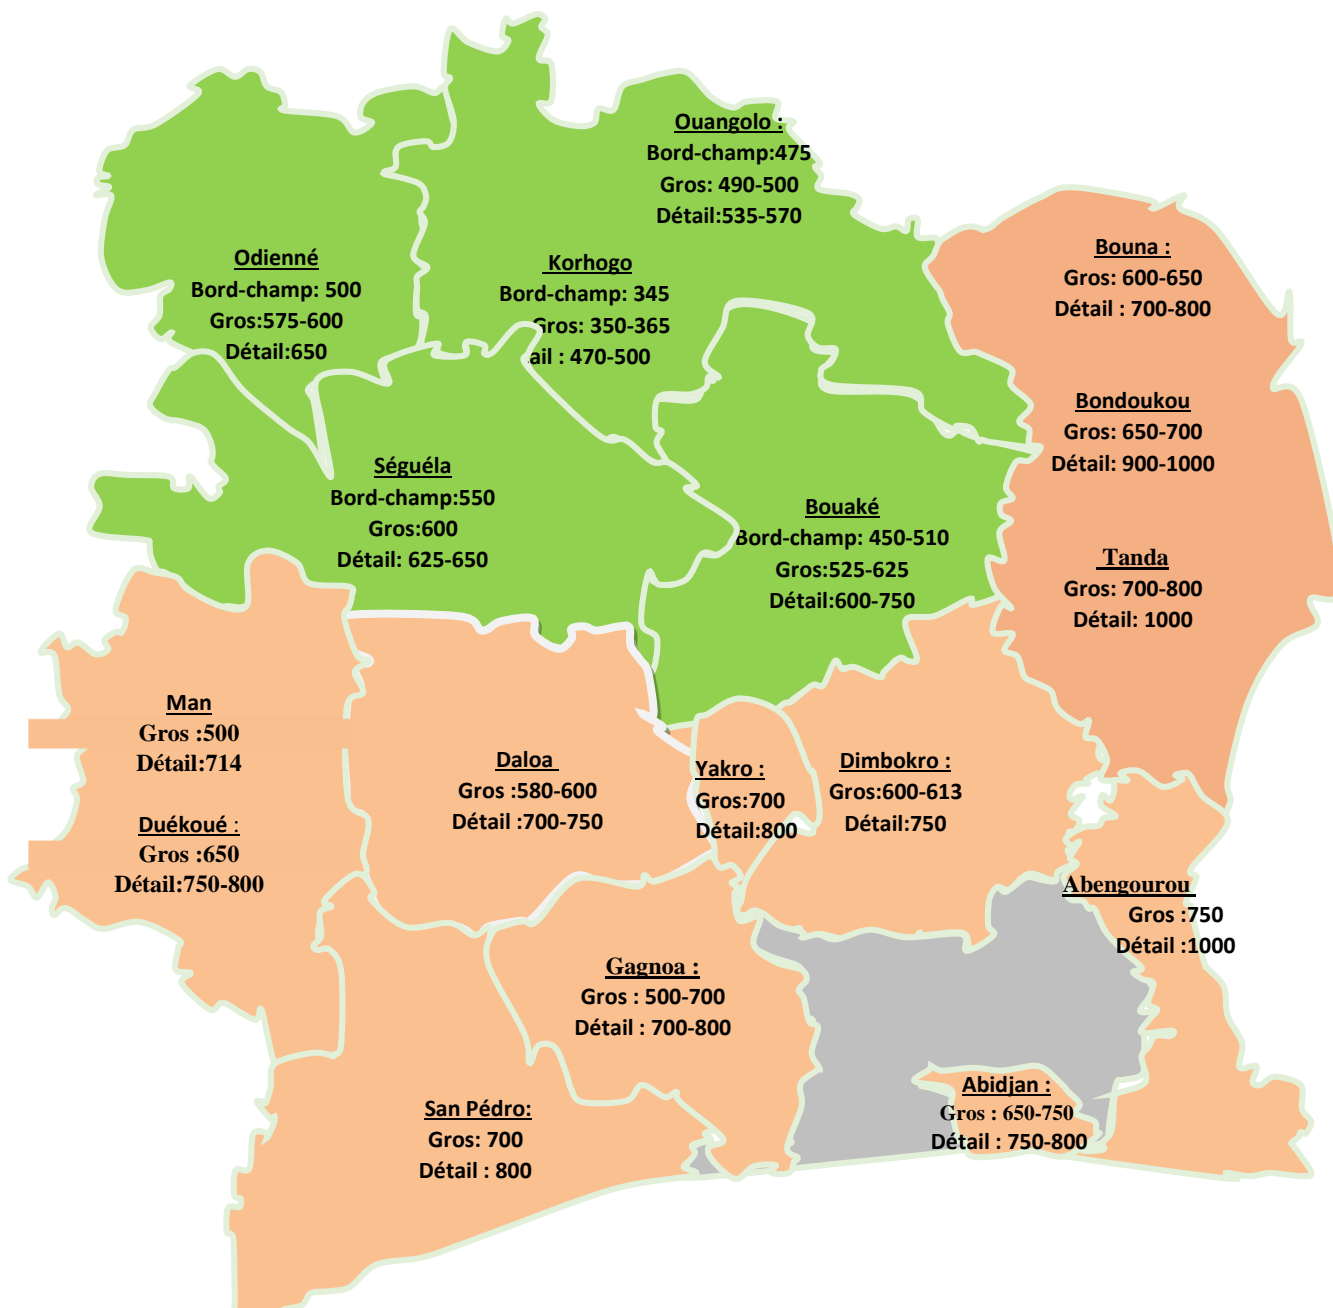 Ouangolo :
Bord-champ:475
Gros: 490-500
Détail:535-570
Bouna :
Gros: 600-650
Détail : 700-800
Odienné
Bord-champ: 500
Gros:575-600
Détail:650
Korhogo
Bord-champ: 345
Gros: 350-365
ail : 470-500
Bondoukou
Gros: 650-700
Détail: 900-1000
Séguéla
Bord-champ:550
Gros:600
Détail: 625-650
Bouaké
Bord-champ: 450-510
Gros:525-625
Détail:600-750
Tanda
Gros: 700-800
Détail: 1000
Man
Gros :500
Détail:714
Duékoué :
Gros :650
Détail:750-800
Daloa
Gros :580-600
Détail :700-750
Yakro :
Gros:700
Détail:800
Dimbokro :
Gros:600-613
Détail:750
Abengourou
Gros :750
Détail :1000
Gagnoa :
Gros : 500-700
Détail : 700-800
San Pédro:
Gros: 700
Détail : 800
Abidjan :
Gros : 650-750
Détail : 750-800